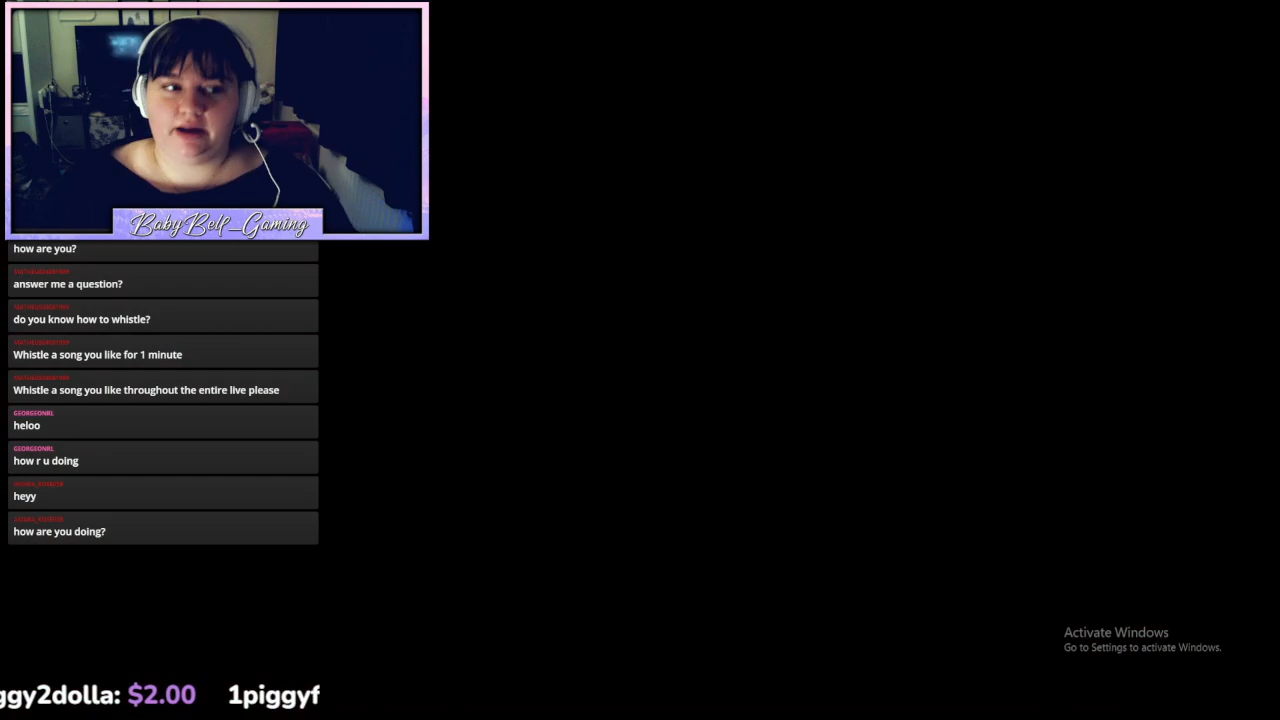 BabyBell_Gaming
how are you?
answer me a question?
do you know how to whistle?
Whistle a song you like for 1 minute
Whistle a song you like throughout the entire live please
GEORGEONRL
heloo
GEORGEONRL
how r u doing
heyy
how are you doing?
Activate Windows
Go to Settings to activate Windows.
ggy2dolla: $2.00 1piggyf